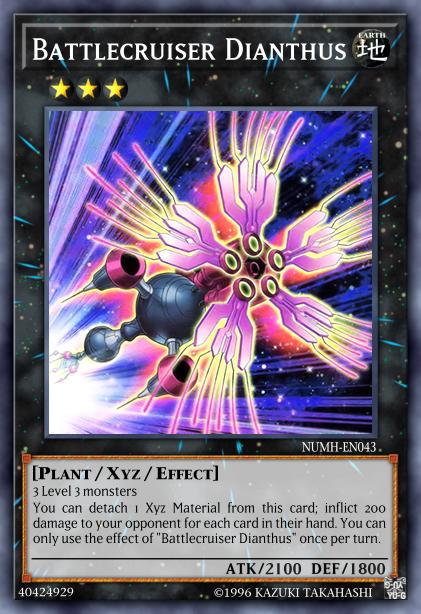 BATTLECRUISER DIANTHUS
EARTH
地
NUMH-EN043
[PLANT / XYZ / EFFECT]
3 Level 3 monsters
You can detach 1 Xyz Material from this card; inflict 200
damage to your opponent for each card in their hand. You can
only use the effect of "Battlecruiser Dianthus" once per turn.
ATK/2100 DEF/1800
40424929
©1996 KAZUKI TAKAHASHI